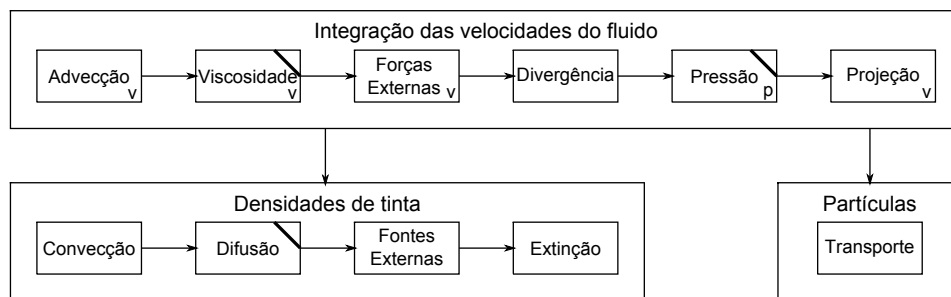 Integração das velocidades do fluido
Advecção
v
Viscosidade
v
Forças
Externas
v
Divergência
Pressão
p
Projeção
v
Densidades de tinta
Convecção
Difusão
Fontes
Externas
Extinção
Partículas
Transporte